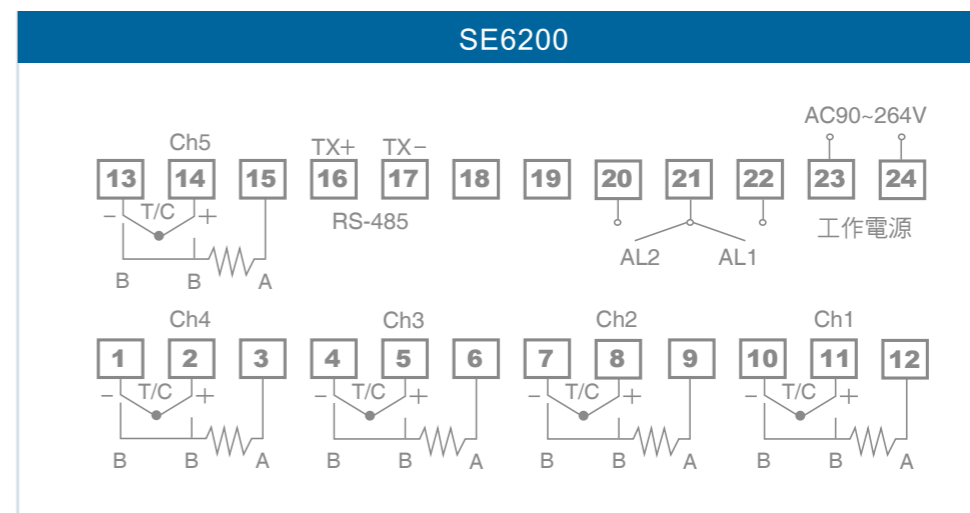 SE6200
AC90~264V
Ch5 TX+ TX-
13 14 15 16 17 18 19 20 21 22 23 24
- T/C + RS-485 工作電源
AL2 AL1
B B A
Ch4 Ch3 Ch2 Ch1
1 2 3 4 5 6 7 8 9 10 11 12
- T/C + - T/C + - T/C + - T/C +
B B A B B A B B A B B A